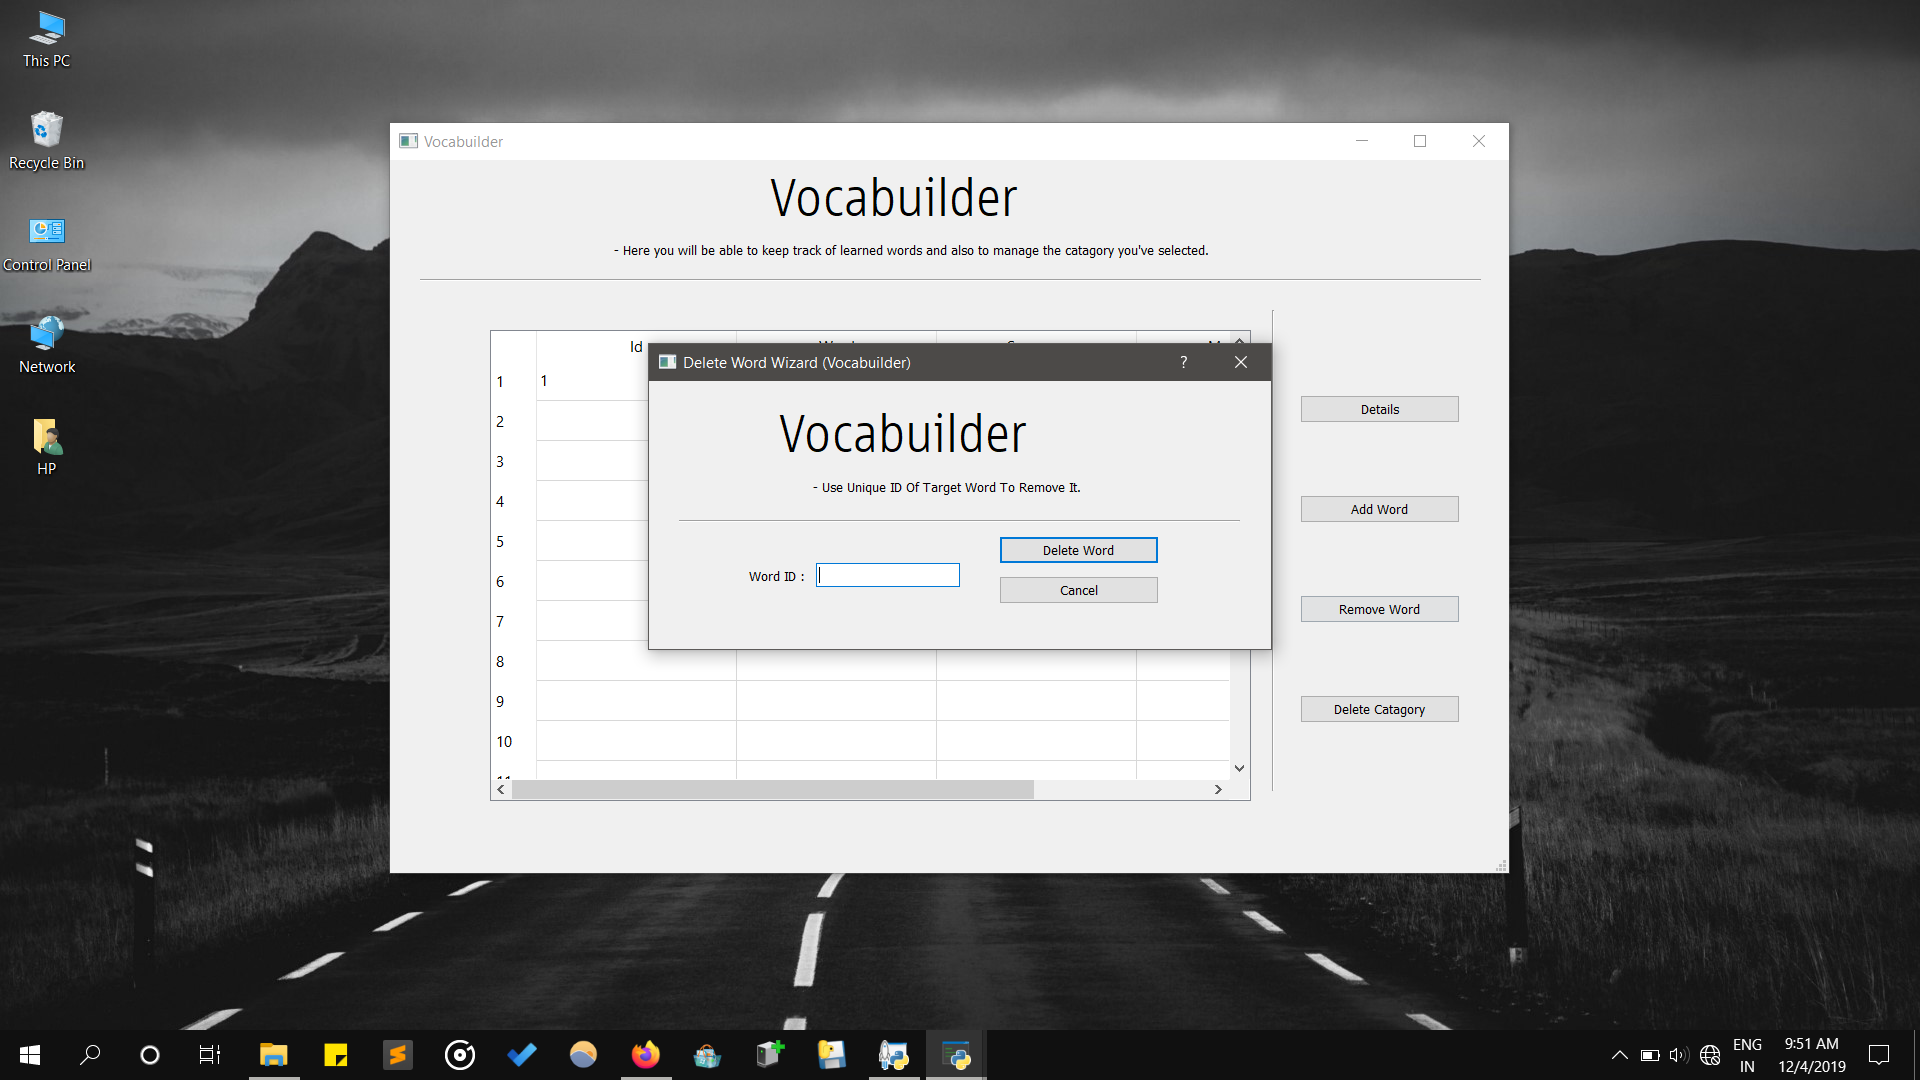 This PC
Recycle Bin
Control Panel
Network
HP
Vocabuilder
Vocabuilder
- Here you will be able to keep track of learned words and also to manage the catagory you've selected.
Id
1 1
2
3
4
5
6
7
8
9
10
Delete Word Wizard (Vocabuilder)
?
Vocabuilder
- Use Unique ID Of Target Word To Remove It.
Word ID :
Delete Word
Cancel
Details
Add Word
Remove Word
Delete Catagory
ENG
IN
9:51 AM
12/4/2019